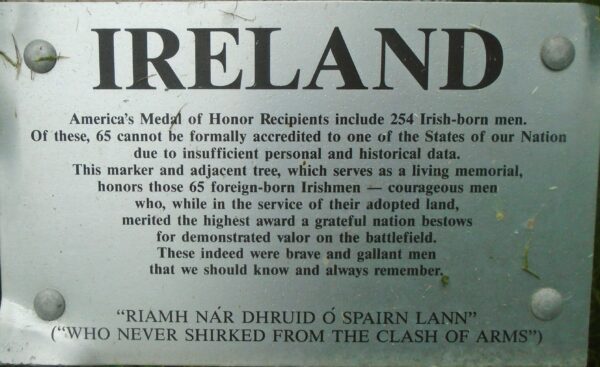 IRELAND
America's Medal of Honor Recipients include 254 Irish-born men.
Of these, 65 cannot be formally accredited to one of the States of our Nation
due to insufficient personal and historical data.
This marker and adjacent tree, which serves as a living memorial,
honors those 65 foreign-born Irishmen — courageous men
who, while in the service of their adopted land,
merited the highest award a grateful nation bestows
for demonstrated valor on the battlefield.
These indeed were brave and gallant men
that we should know and always remember.
“RIAMH NÁR DHRUID Ó SPAIRN LANN”
(“WHO NEVER SHIRKED FROM THE CLASH OF ARMS”)